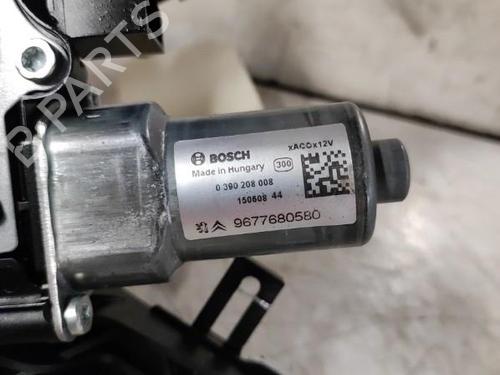 B PARTS
BOSCH
xACOx12V
Made in Hungary
300
0 390 208 008
150608 44
9677680580